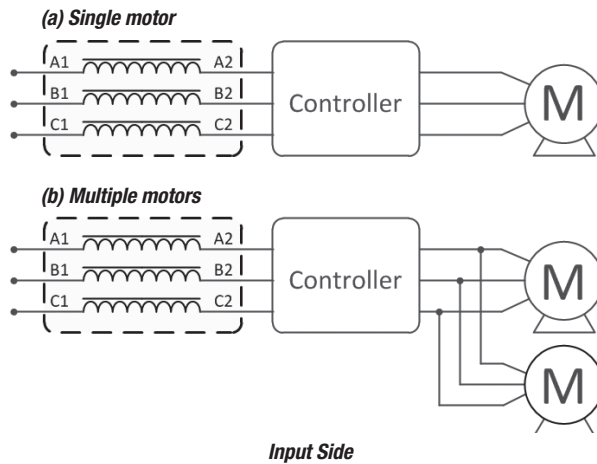 (a) Single motor
A1 A2
B1 B2
C1 C2
Controller
M
(b) Multiple motors
A1 A2
B1 B2
C1 C2
Controller
M
M
Input Side